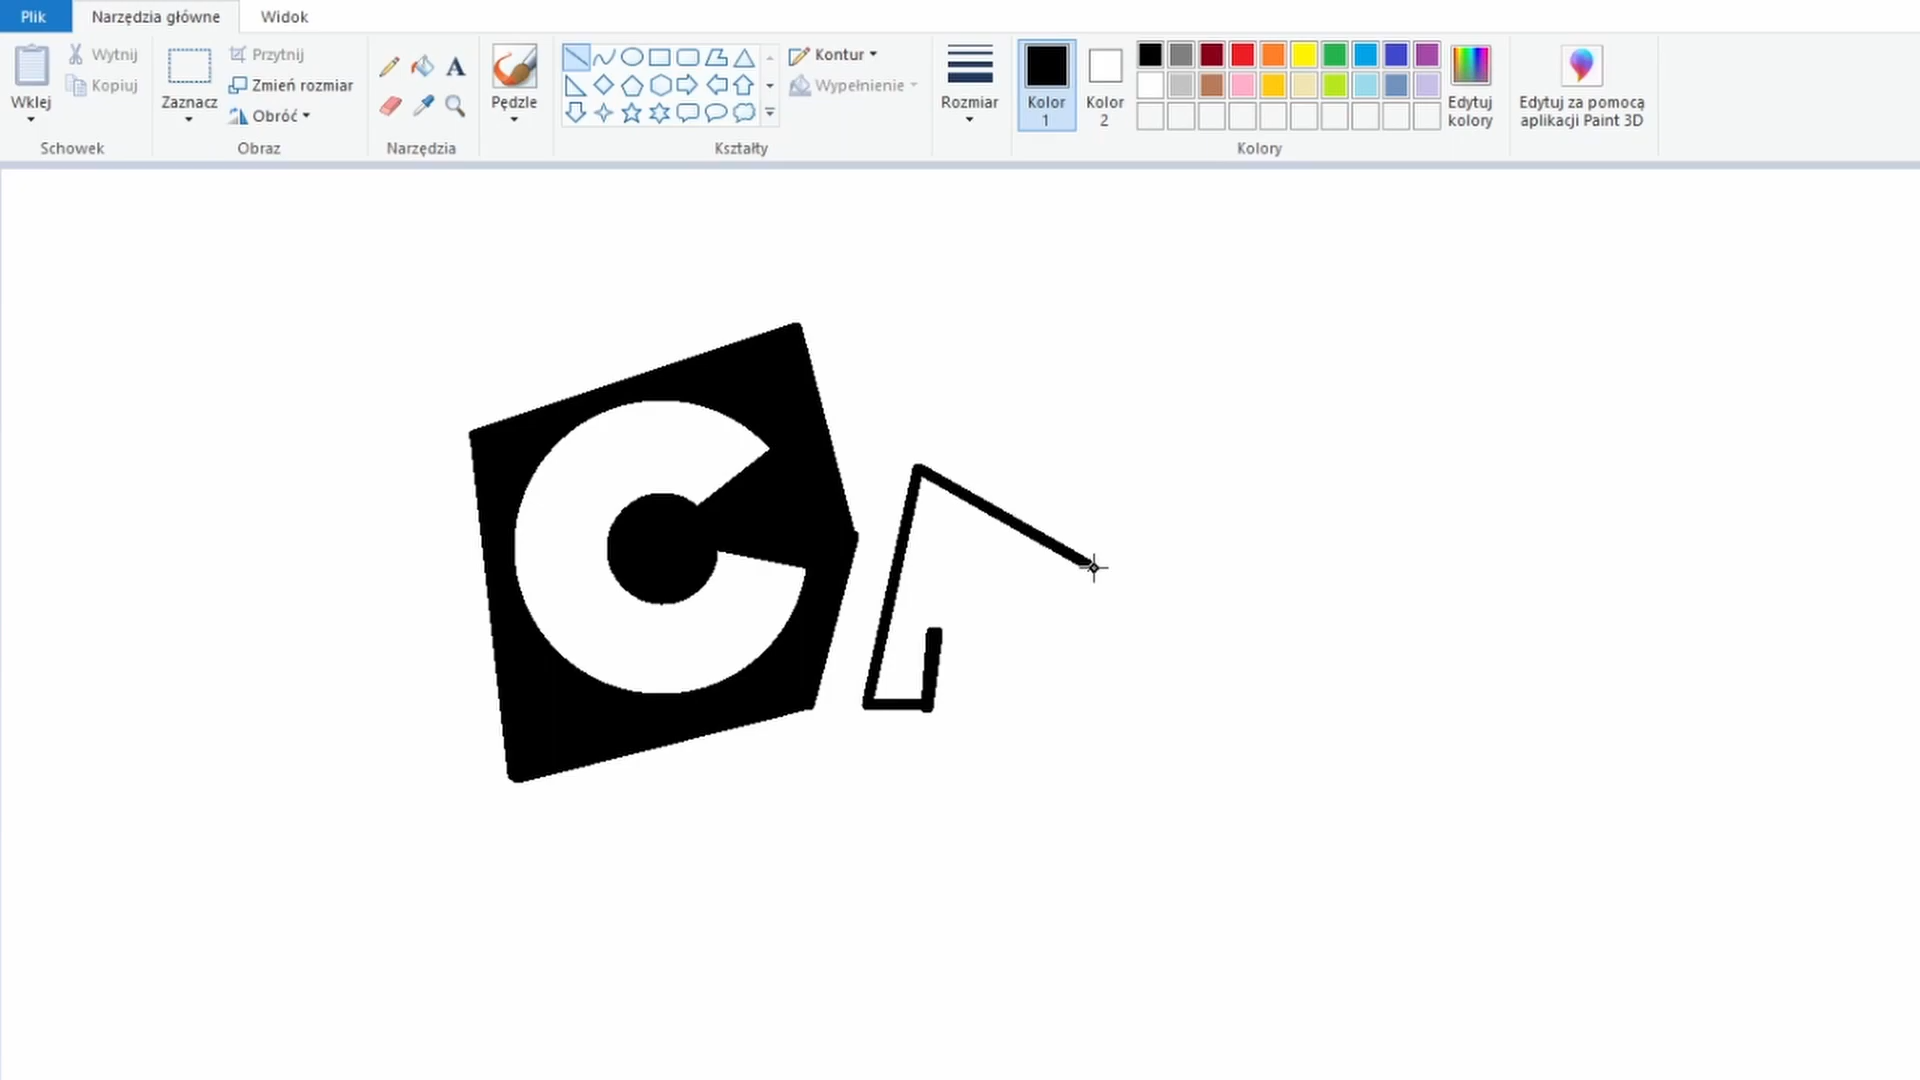 Plik Narzędzia główne Widok
Wklej
Wytnij
Kopiuj
Schowek
Zaznacz
Przytnij
Zmień rozmiar
Obróć
Obraz
A
Narzędzia
Pędzle
Kontur
Wypełnienie
Kształty
Rozmiar
Kolor
1
Kolor
2
Edytuj
kolory
Kolory
Edytuj za pomocą
aplikacji Paint 3D
C